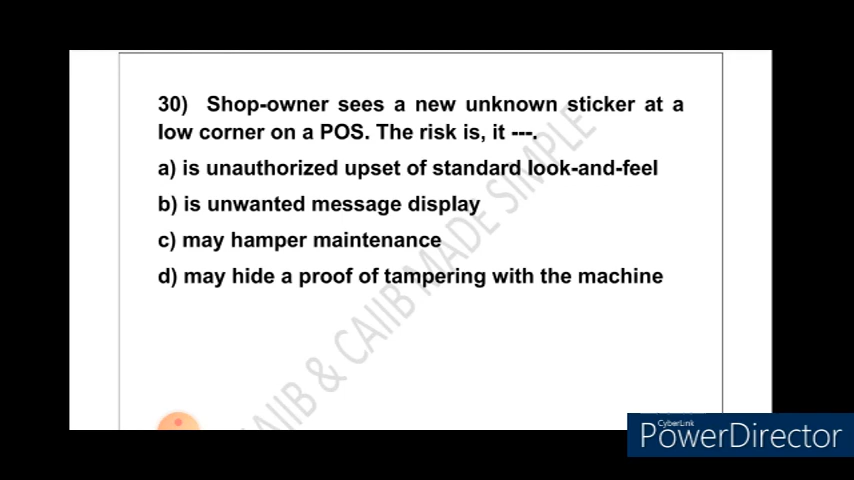 30) Shop-owner sees a new unknown sticker at a
low corner on a POS. The risk is, it ---.
a) is unauthorized upset of standard look-and-feel
b) is unwanted message display
c) may hamper maintenance
d) may hide a proof of tampering with the machine
JAIIB & CAIIB MADE SIMPLE
CyberLink
PowerDirector